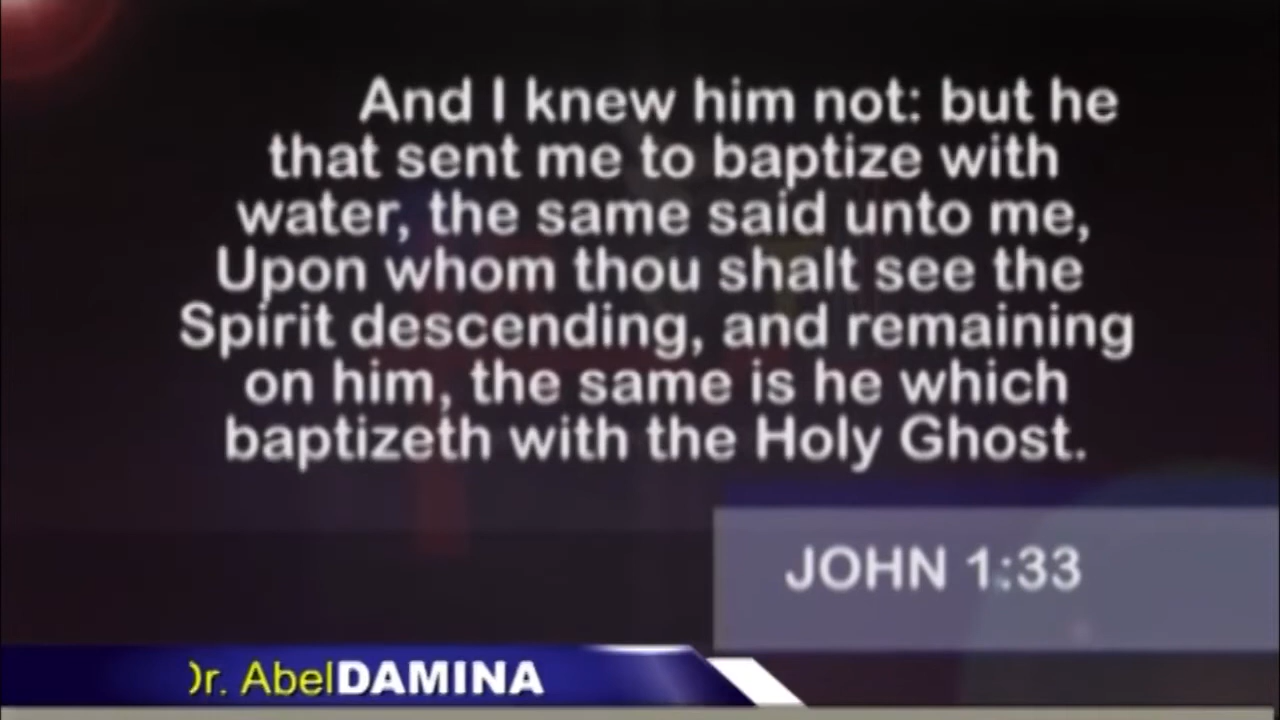 And I knew him not: but he
that sent me to baptize with
water, the same said unto me,
Upon whom thou shalt see the
Spirit descending, and remaining
on him, the same is he which
baptizeth with the Holy Ghost.
JOHN 1:33
Dr. Abel DAMINA